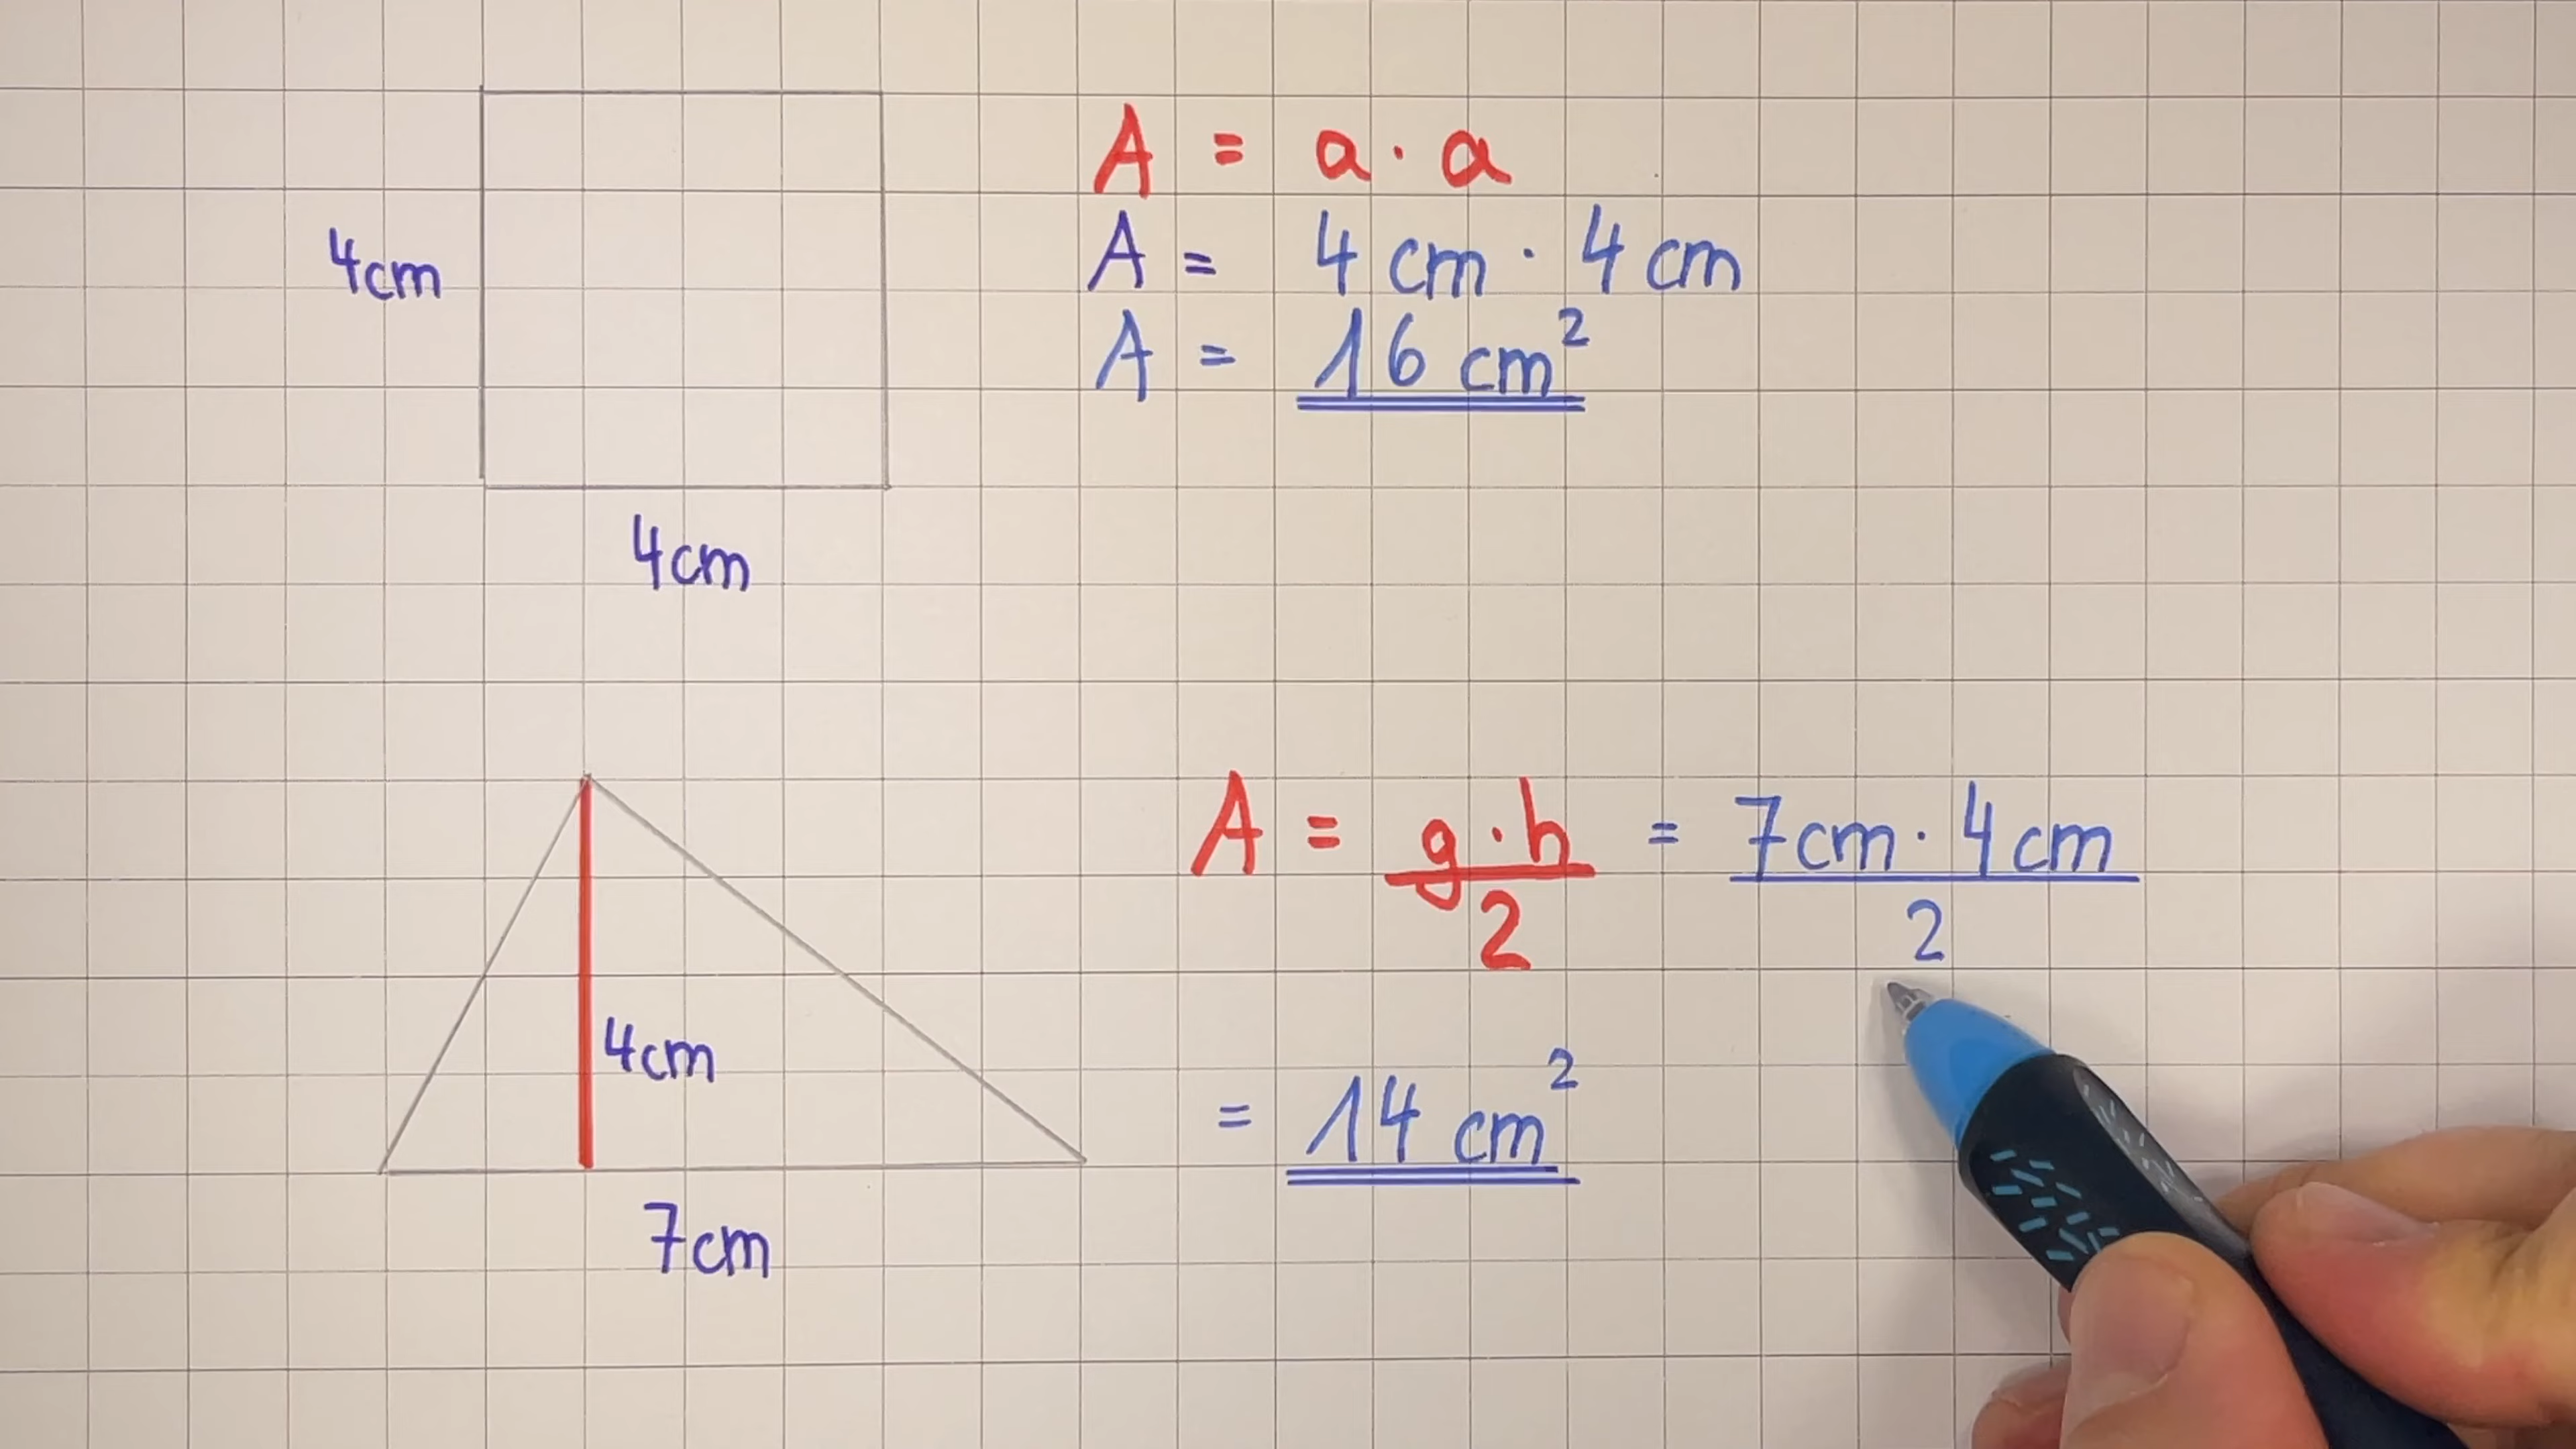 A = a · a
A = 4 cm · 4 cm
4cm
A = 16 cm²
4cm
A = g·h/2 = 7cm · 4cm/2
4cm
= 14 cm²
7cm